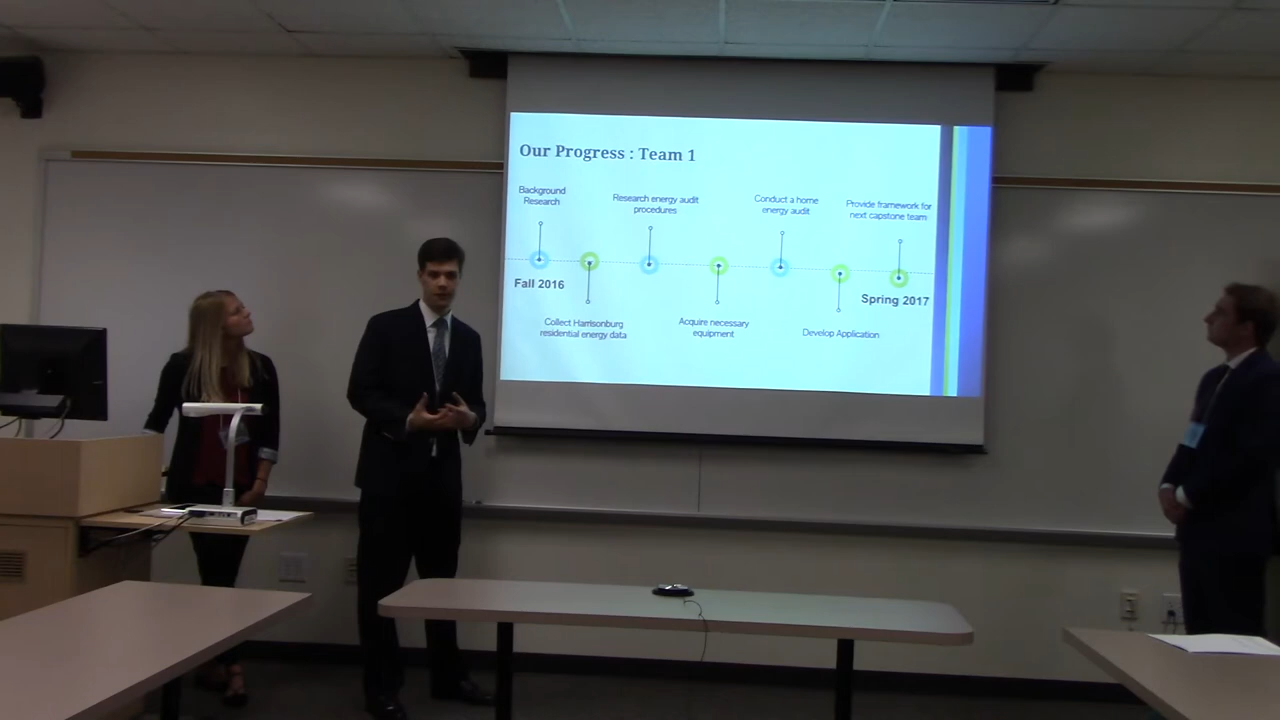 Our Progress : Team 1
Background
Research
Research energy audit
procedures
Conduct a home
energy audit
Provide framework for
next capstone team
Fall 2016
Spring 2017
Collect Harrisonburg
residential energy data
Acquire necessary
equipment
Develop Application